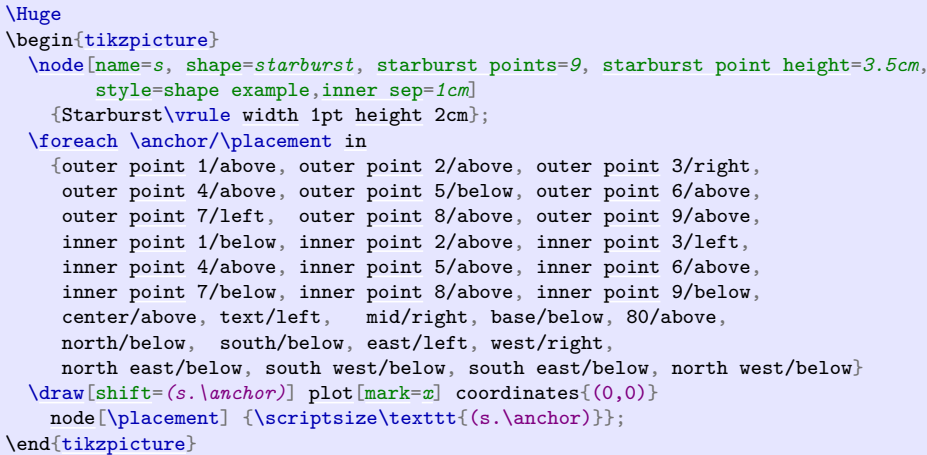 \Huge
\begin{tikzpicture}
  \node[name=s, shape=starburst, starburst points=9, starburst point height=3.5cm,
        style=shape example,inner sep=1cm]
    {Starburst\vrule width 1pt height 2cm};
  \foreach \anchor/\placement in
    {outer point 1/above, outer point 2/above, outer point 3/right,
     outer point 4/above, outer point 5/below, outer point 6/above,
     outer point 7/left,  outer point 8/above, outer point 9/above,
     inner point 1/below, inner point 2/above, inner point 3/left,
     inner point 4/above, inner point 5/above, inner point 6/above,
     inner point 7/below, inner point 8/above, inner point 9/below,
     center/above, text/left,   mid/right, base/below, 80/above,
     north/below,  south/below, east/left, west/right,
     north east/below, south west/below, south east/below, north west/below}
  \draw[shift=(s.\anchor)] plot[mark=x] coordinates{(0,0)}
    node[\placement] {\scriptsize\texttt{(s.\anchor)}};
\end{tikzpicture}